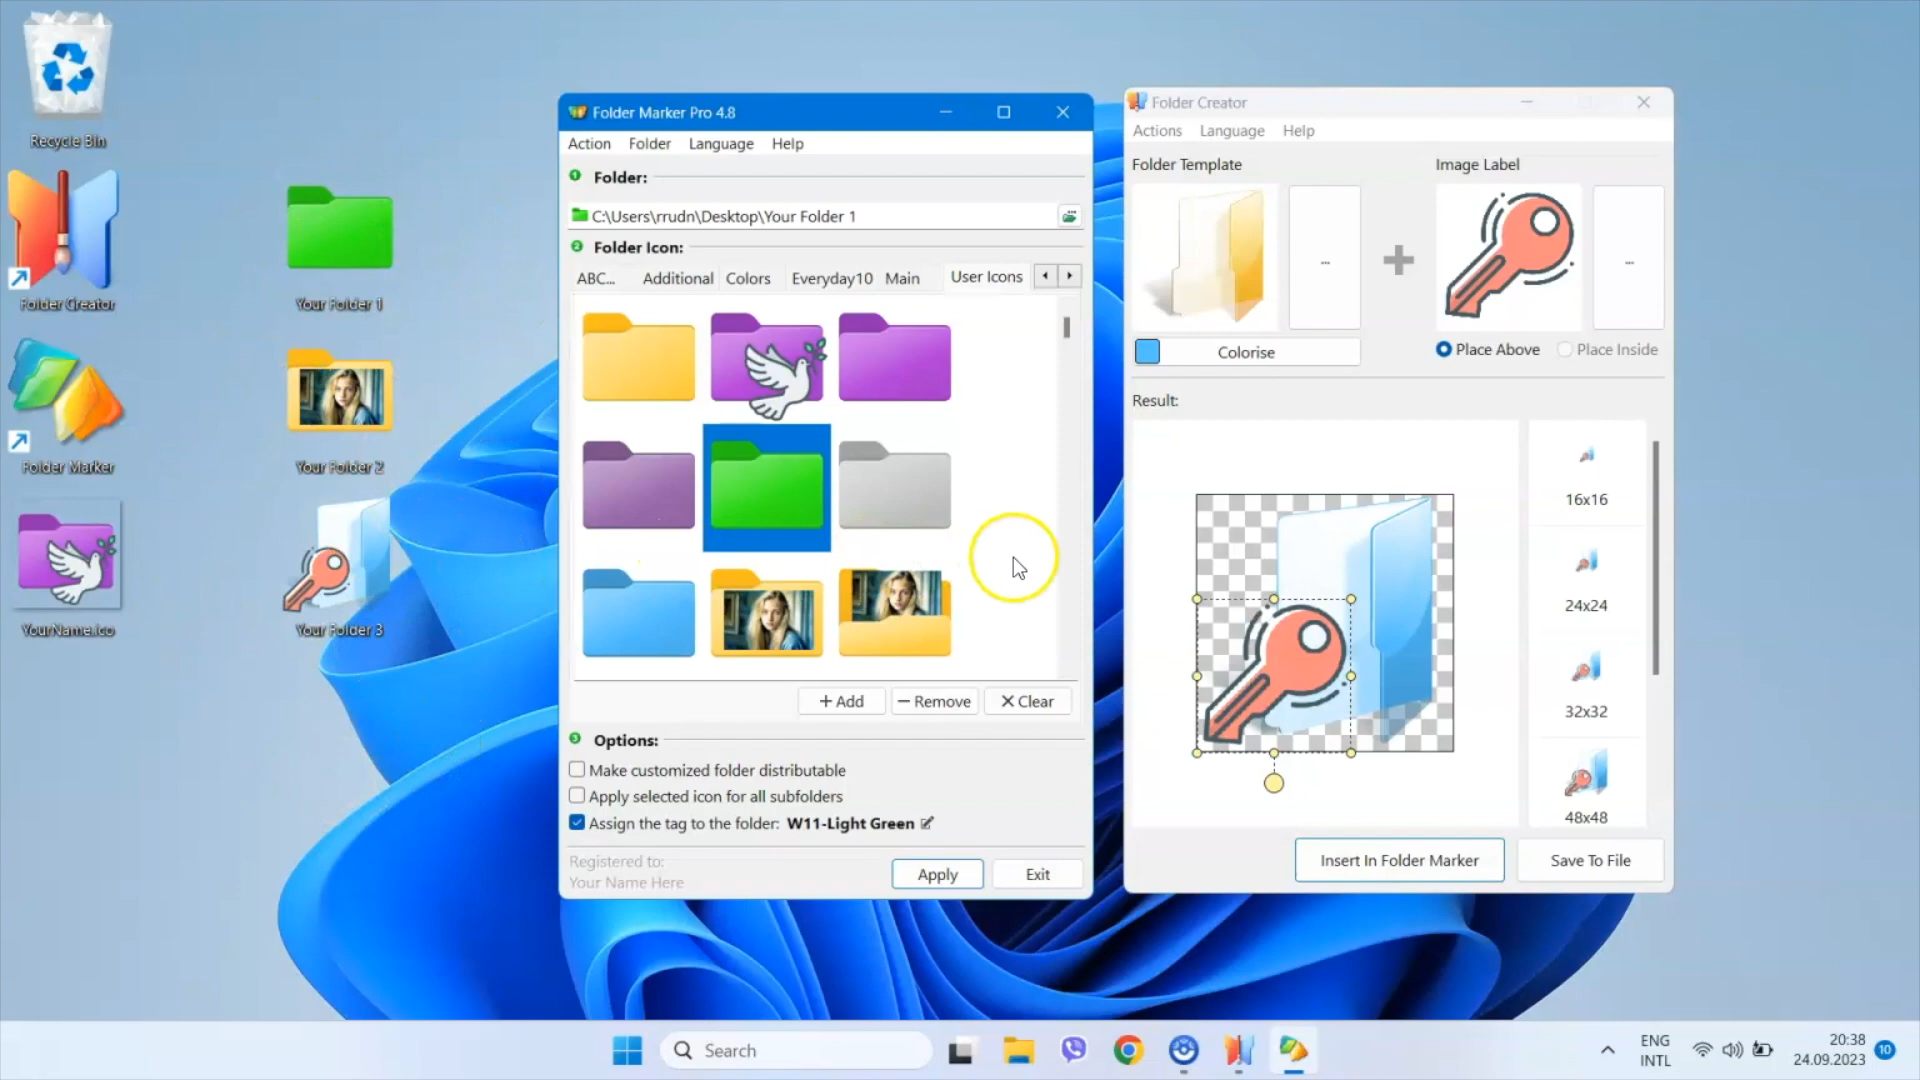 Recycle Bin
Folder Creator
Folder Marker
YourName.ico
Your Folder 1
Your Folder 2
Your Folder 3
Folder Marker Pro 4.8
Action Folder Language Help
1 Folder:
C:\Users\rrudn\Desktop\Your Folder 1
2 Folder Icon:
ABC... Additional Colors Everyday10 Main User Icons
Add Remove Clear
3 Options:
Make customized folder distributable
Apply selected icon for all subfolders
Assign the tag to the folder: W11-Light Green
Registered to:
Your Name Here
Apply Exit
Folder Creator
Actions Language Help
Folder Template Image Label
... ...
Colorise Place Above Place Inside
Result:
16x16
24x24
32x32
48x48
Insert In Folder Marker Save To File
Search
ENG
INTL
20:38
24.09.2023
10